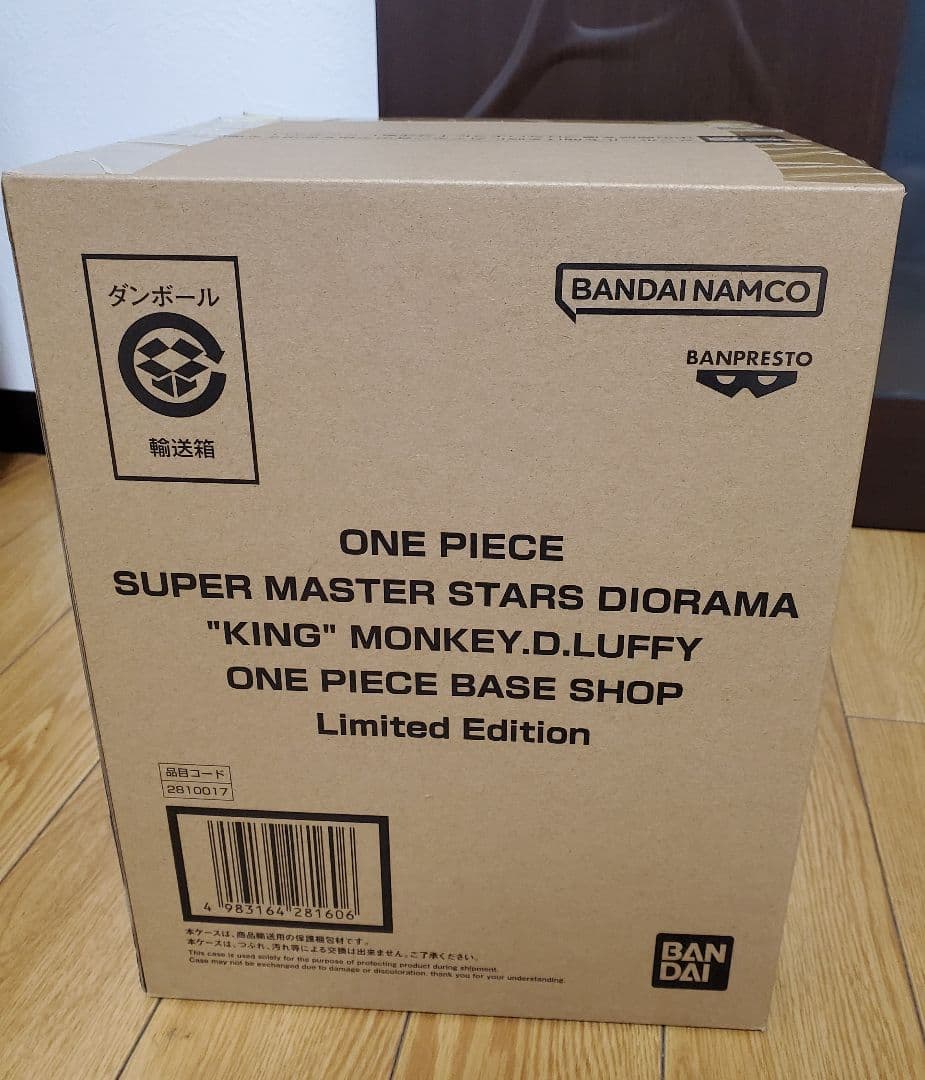 ダンボール
輸送箱
BANDAI NAMCO
BANPRESTO
ONE PIECE
SUPER MASTER STARS DIORAMA
"KING" MONKEY.D.LUFFY
ONE PIECE BASE SHOP
Limited Edition
品目コード
2810017
4 983164 281606
本ケースは、商品輸送用の保護梱包材です。
本ケースは、つぶれ、汚れ等による交換は出来ません。ご了承ください。
This case is used solely for the purpose of protecting product during shipment.
Case may not be exchanged due to damage or discoloration. thank you for your understanding.
BAN
DAI